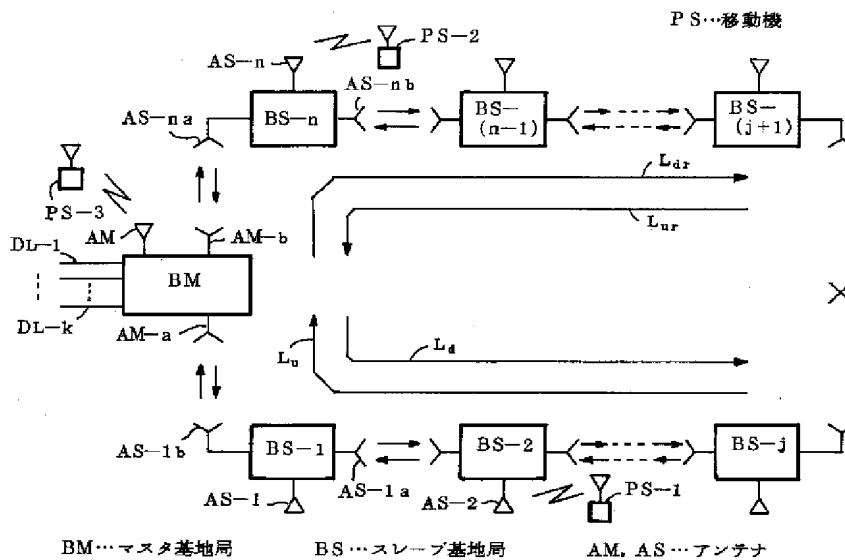 PS…移動機
AS-n
PS-2
AS-nb
AS-na
BS-n
BS-
(n-1)
BS-
(j+1)
Ldr
PS-3
AM
AM-b
Lur
DL-1
BM
DL-k
AM-a
Lu
Ld
AS-1b
BS-1
BS-2
BS-j
AS-1a
AS-1
AS-2
PS-1
BM…マスタ基地局
BS…スレーブ基地局
AM, AS…アンテナ